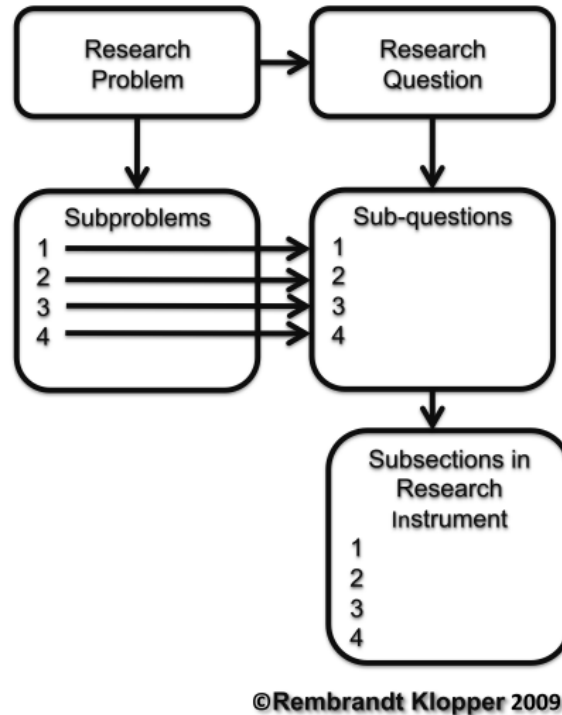 Research
Problem
Research
Question
Subproblems
1
2
3
4
Sub-questions
1
2
3
4
Subsections in
Research
Instrument
1
2
3
4
©Rembrandt Klopper 2009